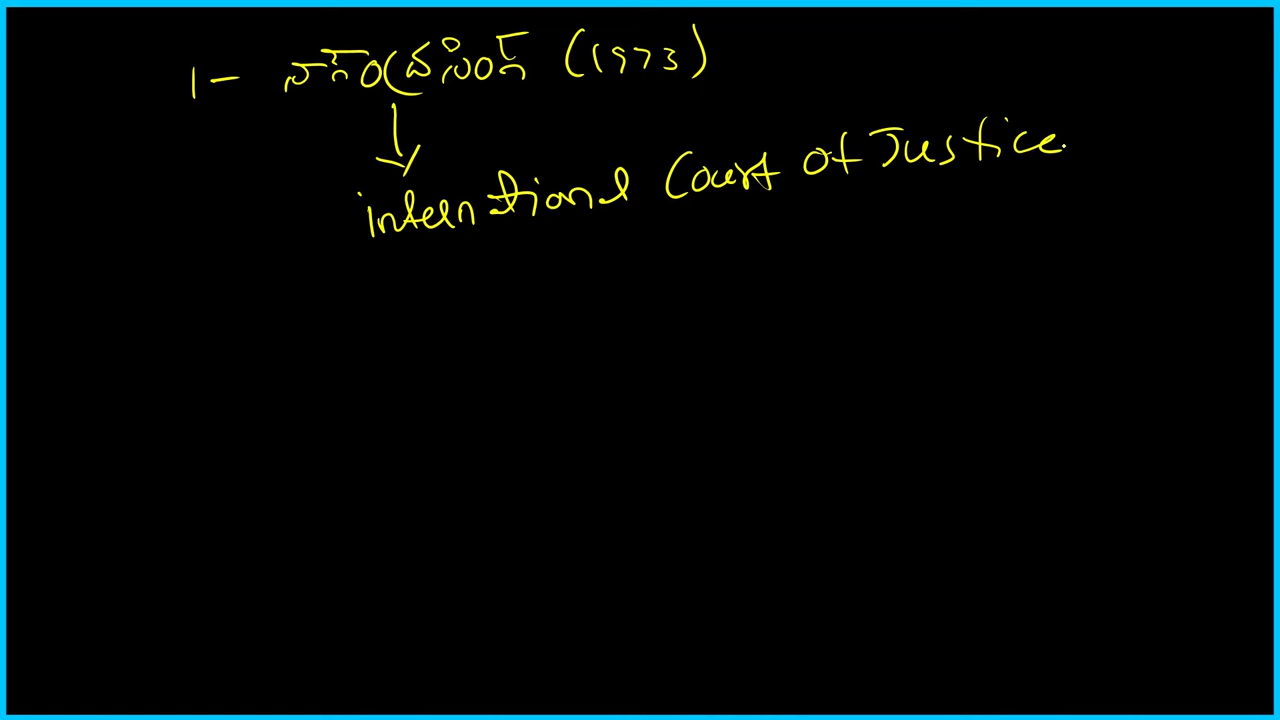 1- నాగేంద్రసింగ్ (1973)
international Court of Justice.